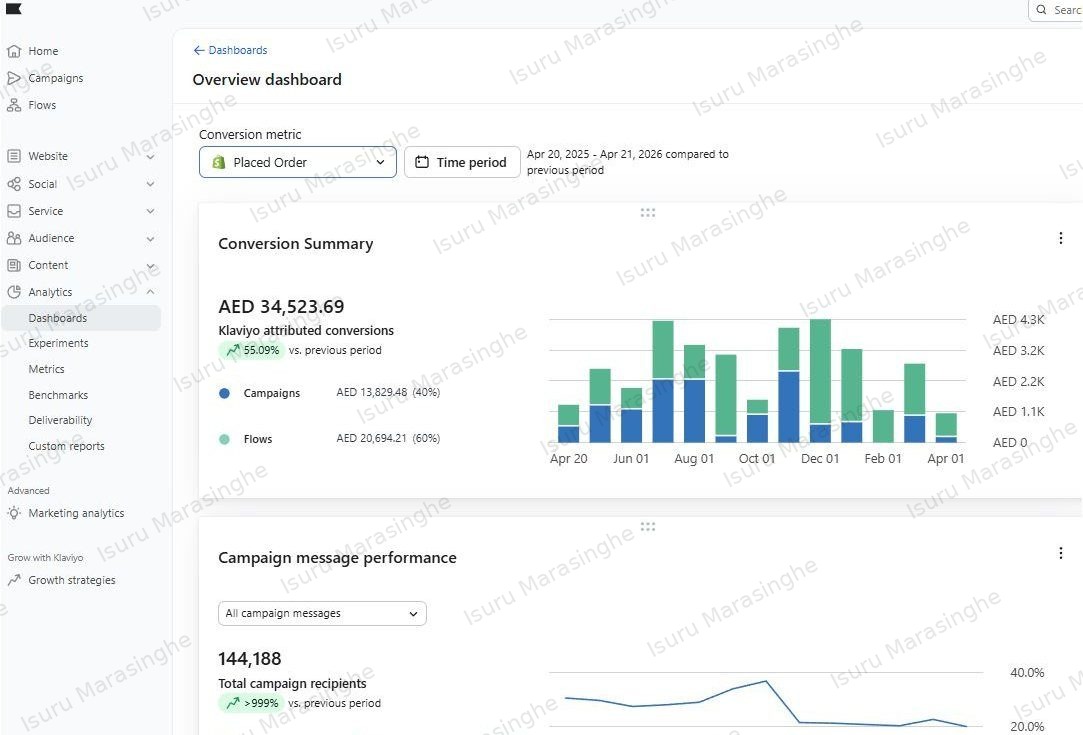 Searc
Home
Campaigns
Flows
Website
Social
Service
Audience
Content
Analytics
Dashboards
Experiments
Metrics
Benchmarks
Deliverability
Custom reports
Advanced
Marketing analytics
Grow with Klaviyo
Growth strategies
Dashboards
Overview dashboard
Conversion metric
Placed Order
Time period
Apr 20, 2025 - Apr 21, 2026 compared to
previous period
Conversion Summary
AED 34,523.69
Klaviyo attributed conversions
55.09% vs. previous period
Campaigns AED 13,829.48 (40%)
Flows AED 20,694.21 (60%)
AED 4.3K
AED 3.2K
AED 2.2K
AED 1.1K
AED 0
Apr 20 Jun 01 Aug 01 Oct 01 Dec 01 Feb 01 Apr 01
Campaign message performance
All campaign messages
144,188
Total campaign recipients
>999% vs. previous period
40.0%
20.0%
Isuru Marasinghe